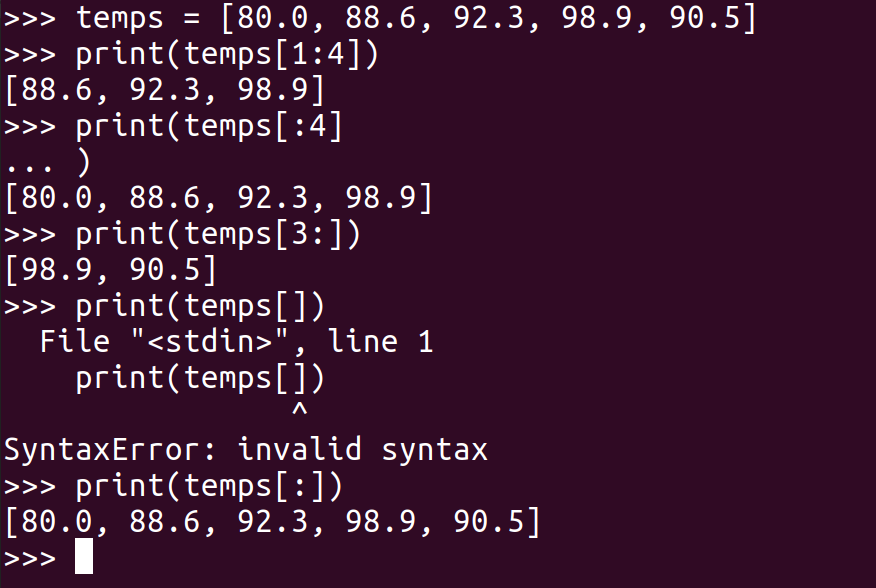 >>> temps = [80.0, 88.6, 92.3, 98.9, 90.5]
>>> print(temps[1:4])
[88.6, 92.3, 98.9]
>>> print(temps[:4]
... )
[80.0, 88.6, 92.3, 98.9]
>>> print(temps[3:])
[98.9, 90.5]
>>> print(temps[])
  File "<stdin>", line 1
    print(temps[])
                ^
SyntaxError: invalid syntax
>>> print(temps[:])
[80.0, 88.6, 92.3, 98.9, 90.5]
>>>